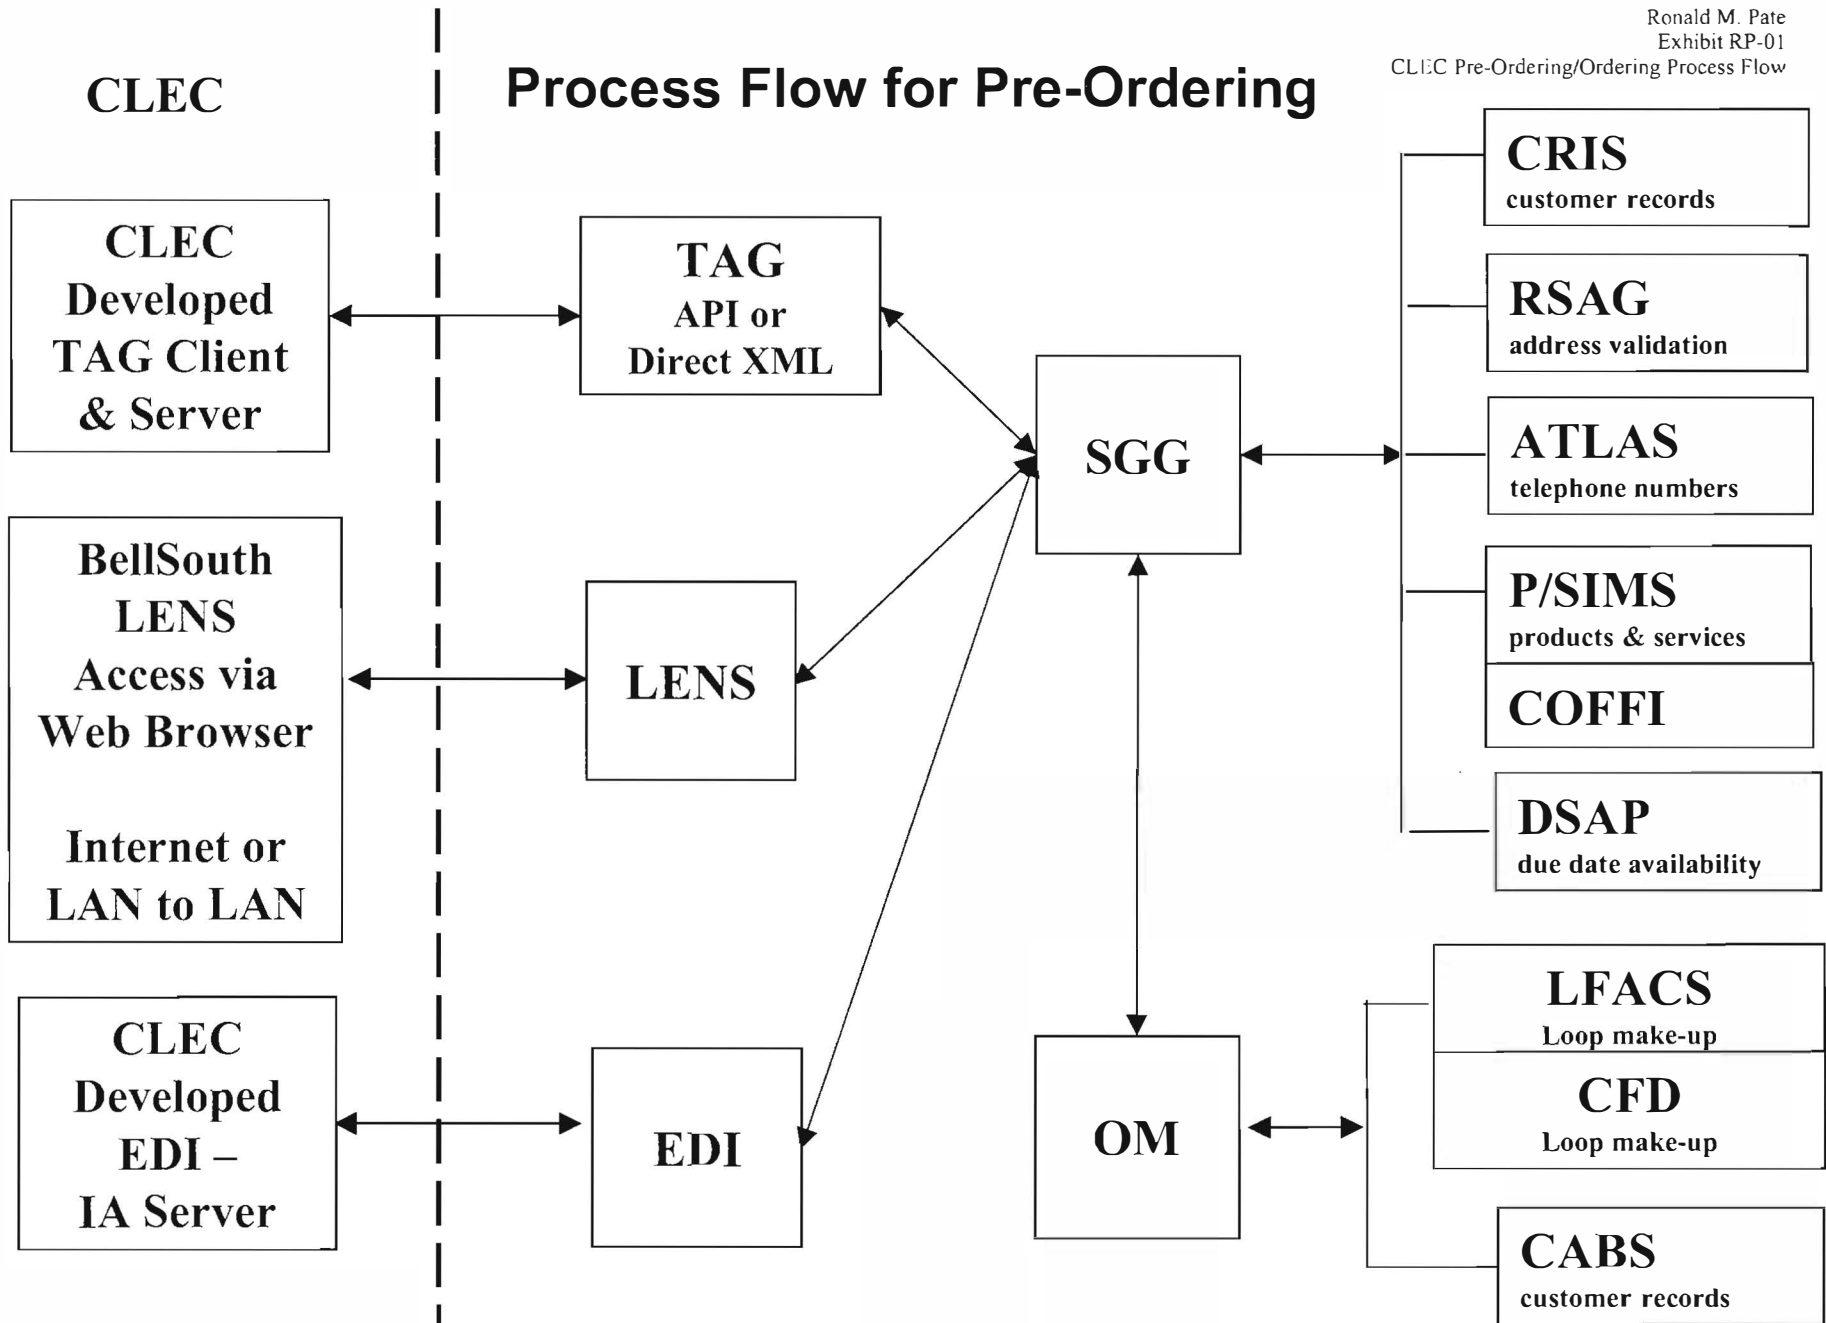 Ronald M. Pate
Exhibit RP-01
CLEC Pre-Ordering/Ordering Process Flow
CLEC
Process Flow for Pre-Ordering
CLEC
Developed
TAG Client
& Server
BellSouth
LENS
Access via
Web Browser
Internet or
LAN to LAN
CLEC
Developed
EDI –
IA Server
TAG
API or
Direct XML
LENS
EDI
SGG
OM
CRIS
customer records
RSAG
address validation
ATLAS
telephone numbers
P/SIMS
products & services
COFFI
DSAP
due date availability
LFACS
Loop make-up
CFD
Loop make-up
CABS
customer records